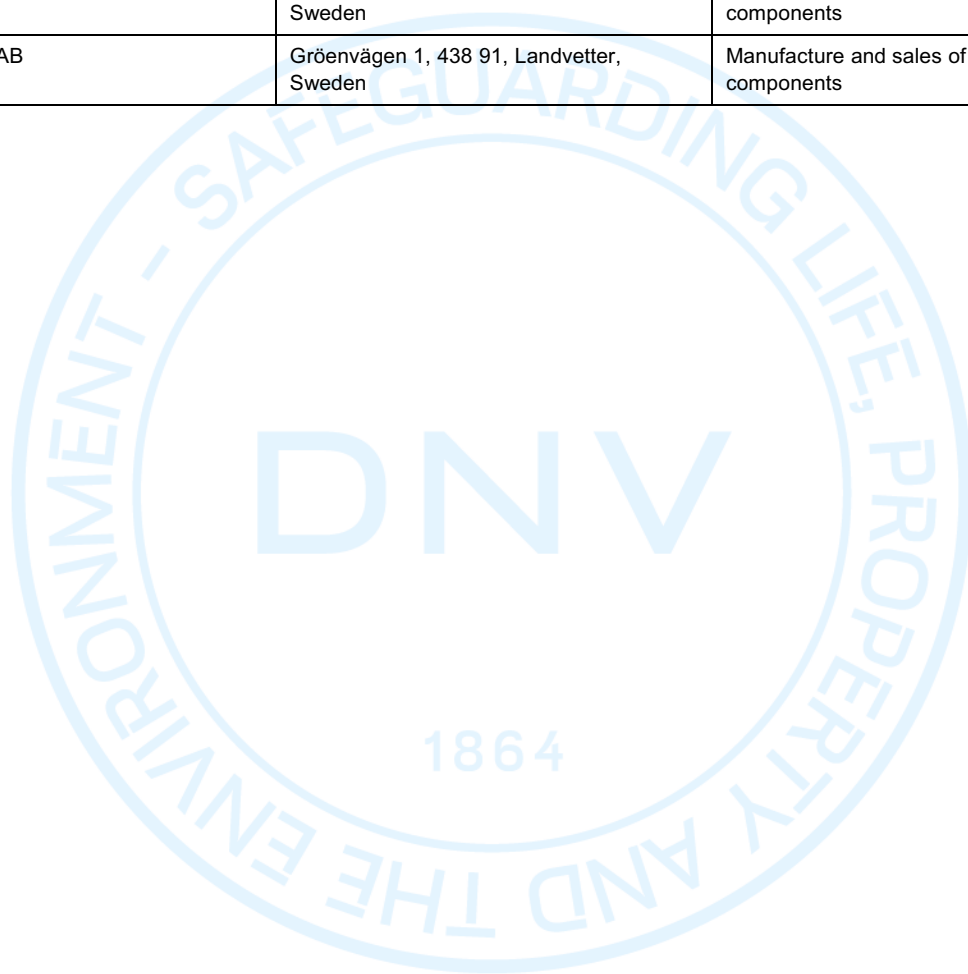 Sweden components
AB Gröenvägen 1, 438 91, Landvetter, Manufacture and sales of
Sweden components
SAFEGUARDING LIFE, PROPERTY AND THE ENVIRONMENT -
DNV
1864